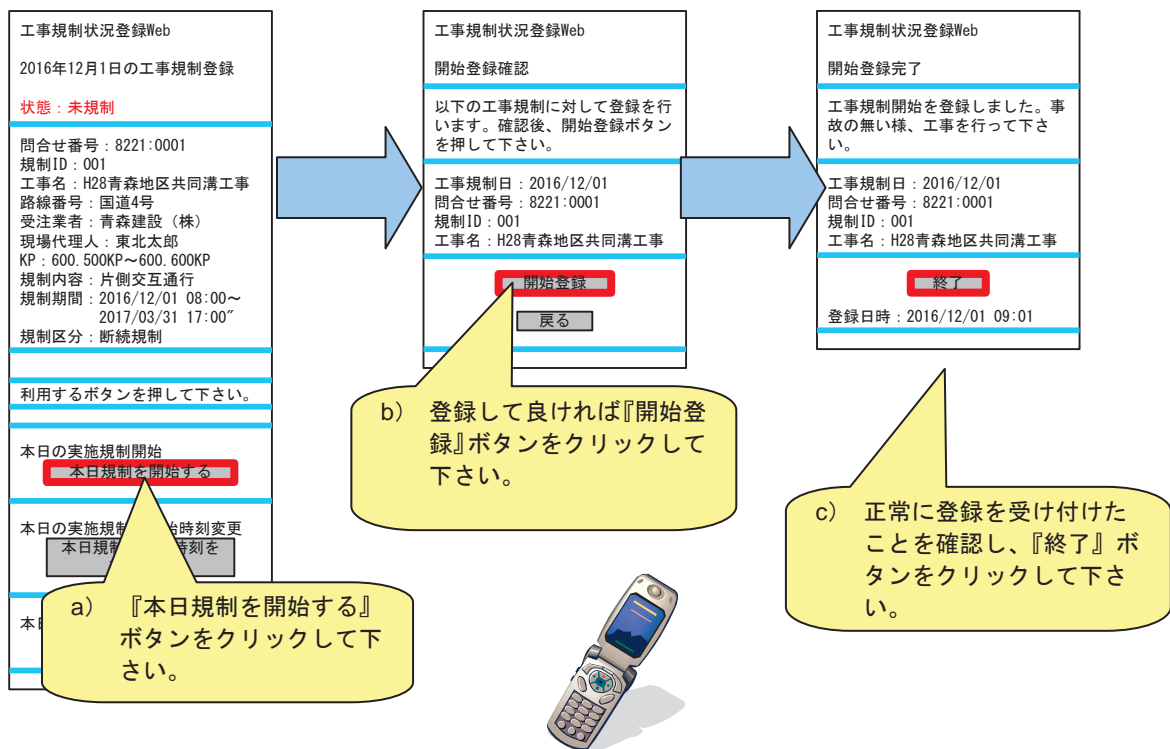 工事規制状況登録Web
2016年12月1日の工事規制登録
状態：未規制
問合せ番号：8221:0001
規制ID：001
工事名：H28青森地区共同溝工事
路線番号：国道4号
受注業者：青森建設（株）
現場代理人：東北太郎
KP：600.500KP～600.600KP
規制内容：片側交互通行
規制期間：2016/12/01 08:00～
2017/03/31 17:00″
規制区分：断続規制
利用するボタンを押して下さい。
本日の実施規制開始
本日規制を開始する
本日の実施規制
始時刻変更
本日規制
時刻を
本日
a) 『本日規制を開始する』
ボタンをクリックして下
さい。
工事規制状況登録Web
開始登録確認
以下の工事規制に対して登録を行
います。確認後、開始登録ボタン
を押して下さい。
工事規制日：2016/12/01
問合せ番号：8221:0001
規制ID：001
工事名：H28青森地区共同溝工事
開始登録
戻る
b) 登録して良ければ『開始登
録』ボタンをクリックして
下さい。
工事規制状況登録Web
開始登録完了
工事規制開始を登録しました。事
故の無い様、工事を行って下さ
い。
工事規制日：2016/12/01
問合せ番号：8221:0001
規制ID：001
工事名：H28青森地区共同溝工事
終了
登録日時：2016/12/01 09:01
c) 正常に登録を受け付けた
ことを確認し、『終了』ボ
タンをクリックして下さ
い。